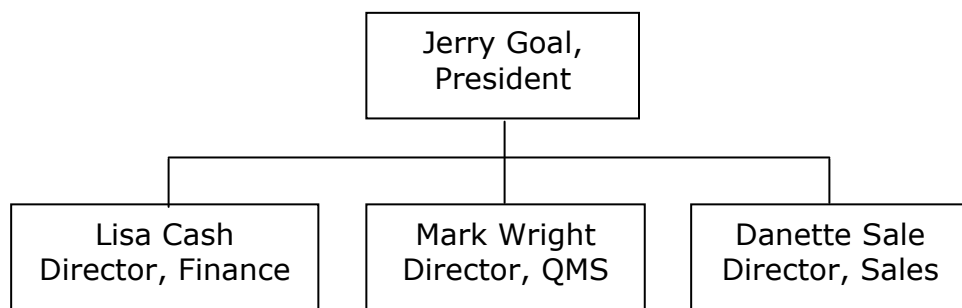 Jerry Goal,
President
Lisa Cash
Director, Finance
Mark Wright
Director, QMS
Danette Sale
Director, Sales